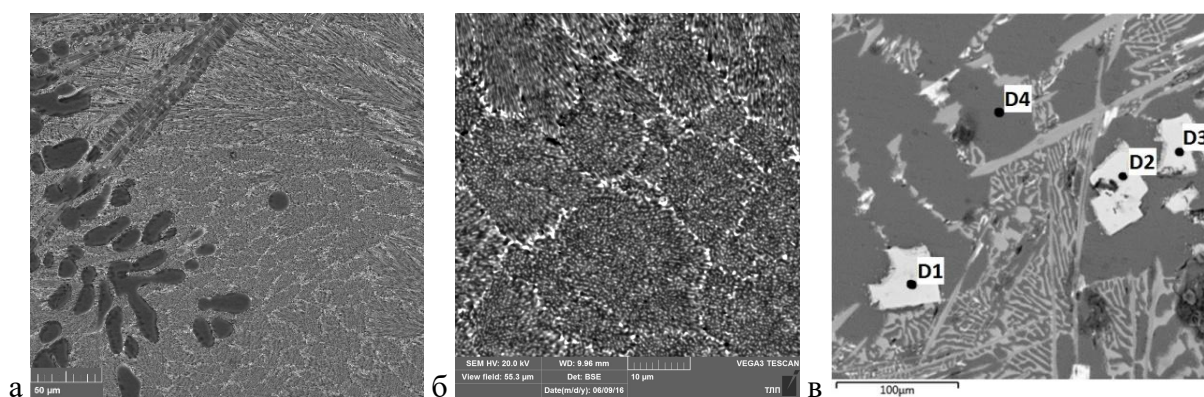 D4
D3
D2
D1
50 µm
SEM HV: 20.0 kV WD: 9.96 mm VEGA3 TESCAN
View field: 55.3 µm Det: BSE 10 µm
Date(m/d/y): 06/09/16 ТЛП
100µm
а б в